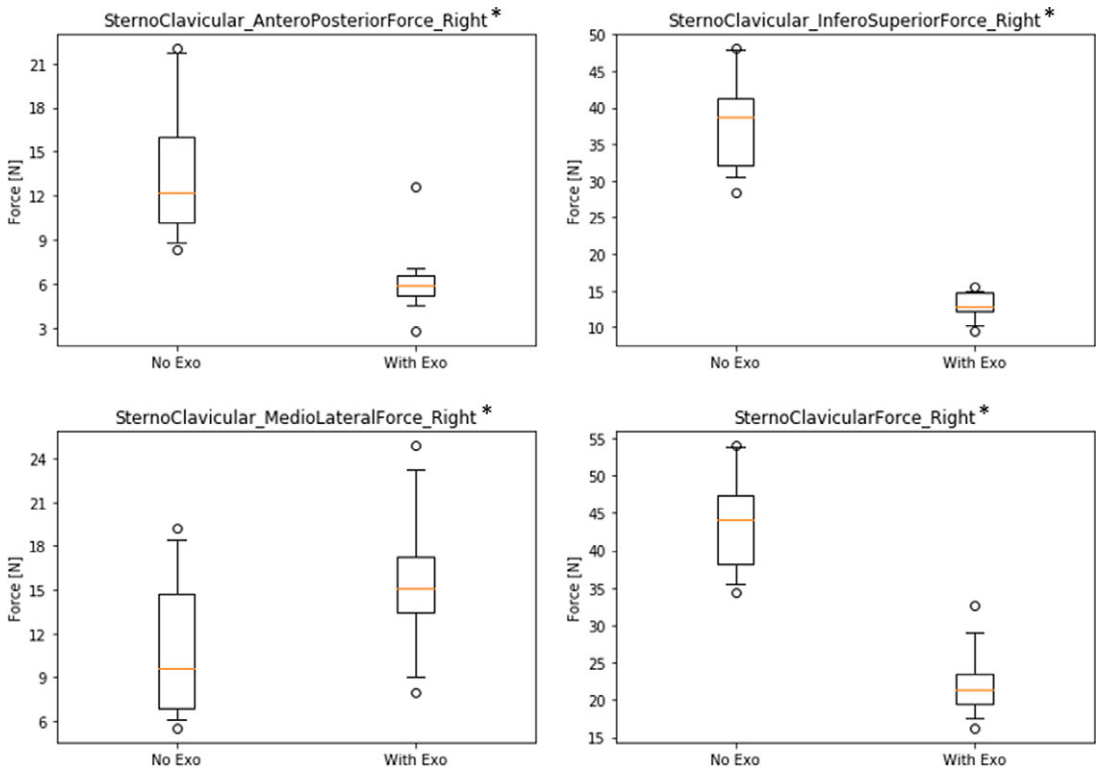 SternoClavicular_AnteroPosteriorForce_Right *
Force [N]
21
18
15
12
9
6
3
No Exo
With Exo
SternoClavicular_InferoSuperiorForce_Right *
Force [N]
50
45
40
35
30
25
20
15
10
No Exo
With Exo
SternoClavicular_MedioLateralForce_Right *
Force [N]
24
21
18
15
12
9
6
No Exo
With Exo
SternoClavicularForce_Right *
Force [N]
55
50
45
40
35
30
25
20
15
No Exo
With Exo